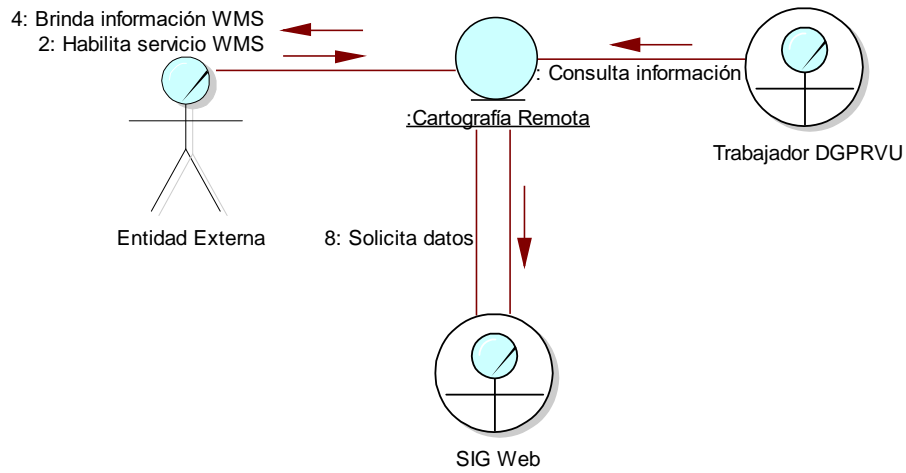 4: Brinda información WMS
2: Habilita servicio WMS
: Consulta información
:Cartografía Remota
Trabajador DGPRVU
Entidad Externa
8: Solicita datos
SIG Web